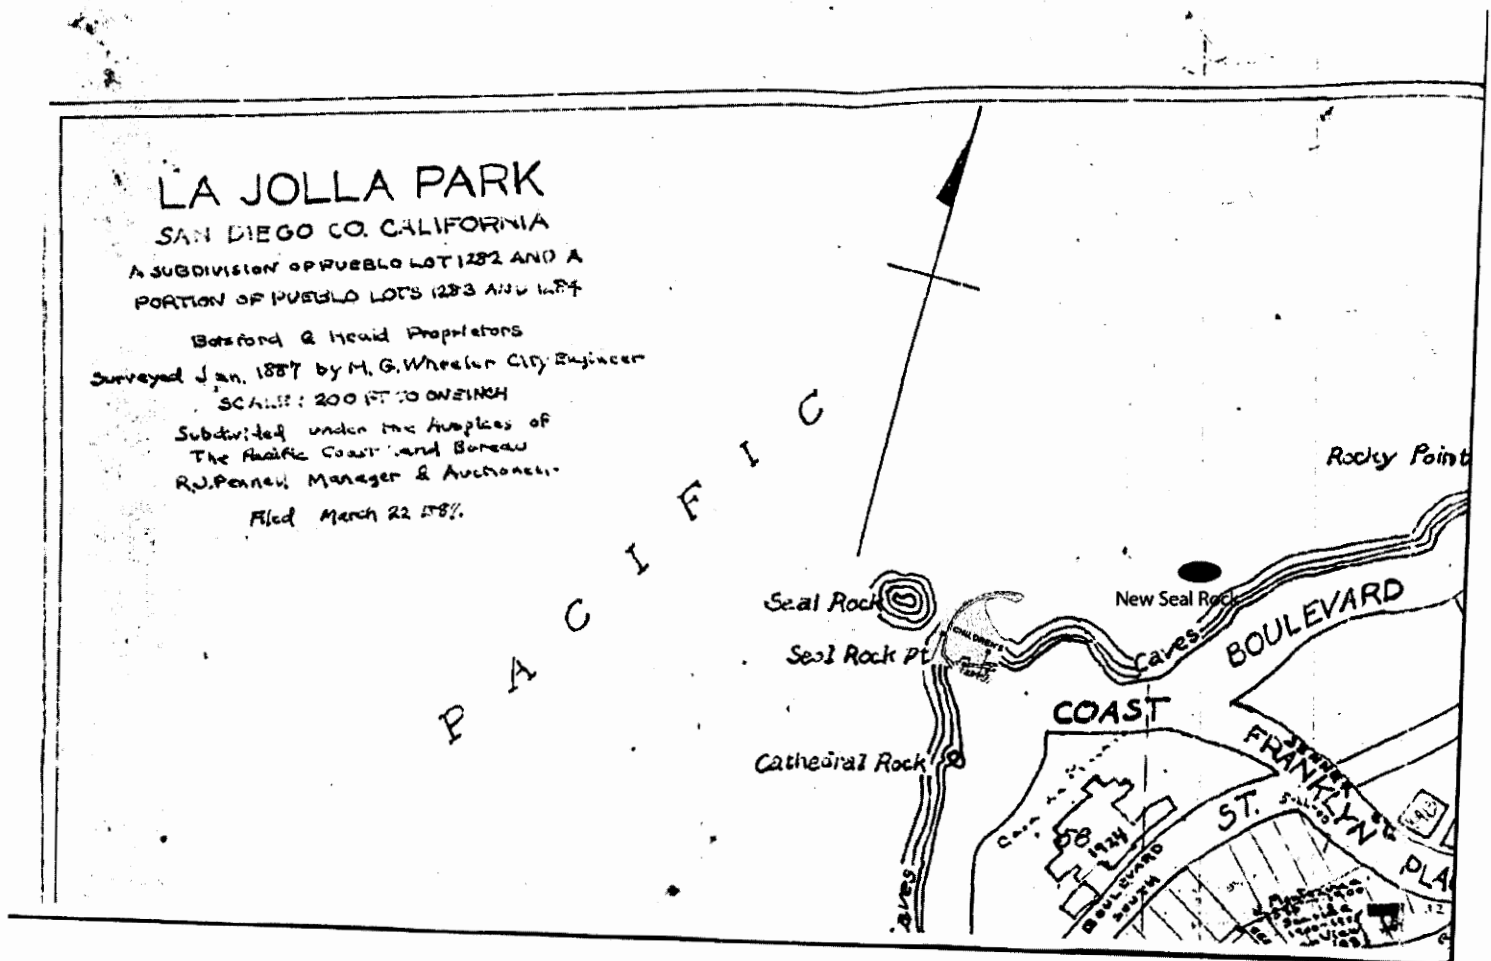 LA JOLLA PARK
SAN DIEGO CO. CALIFORNIA
A SUBDIVISION OF PUEBLO LOT 1282 AND A
PORTION OF PUEBLO LOTS 1283 AND 1284
Botsford & Heald Proprietors
Surveyed Jan. 1887 by M. G. Wheeler City Engineer
SCALE: 200 FT TO ONE INCH
Subdivided under the Auspices of
The Pacific Coast Land Bureau
R.J. Pennell Manager & Auctioneer.
Filed March 22 1887.
PACIFIC
Rocky Point
Seal Rock
New Seal Rock
CHILDREN'S
Seal Rock Pt
Caves
BOULEVARD
COAST
Cathedral Rock
FRANKLYN
ST.
58
1924
BOULEVARD
SOUTH
PLA
aves
12